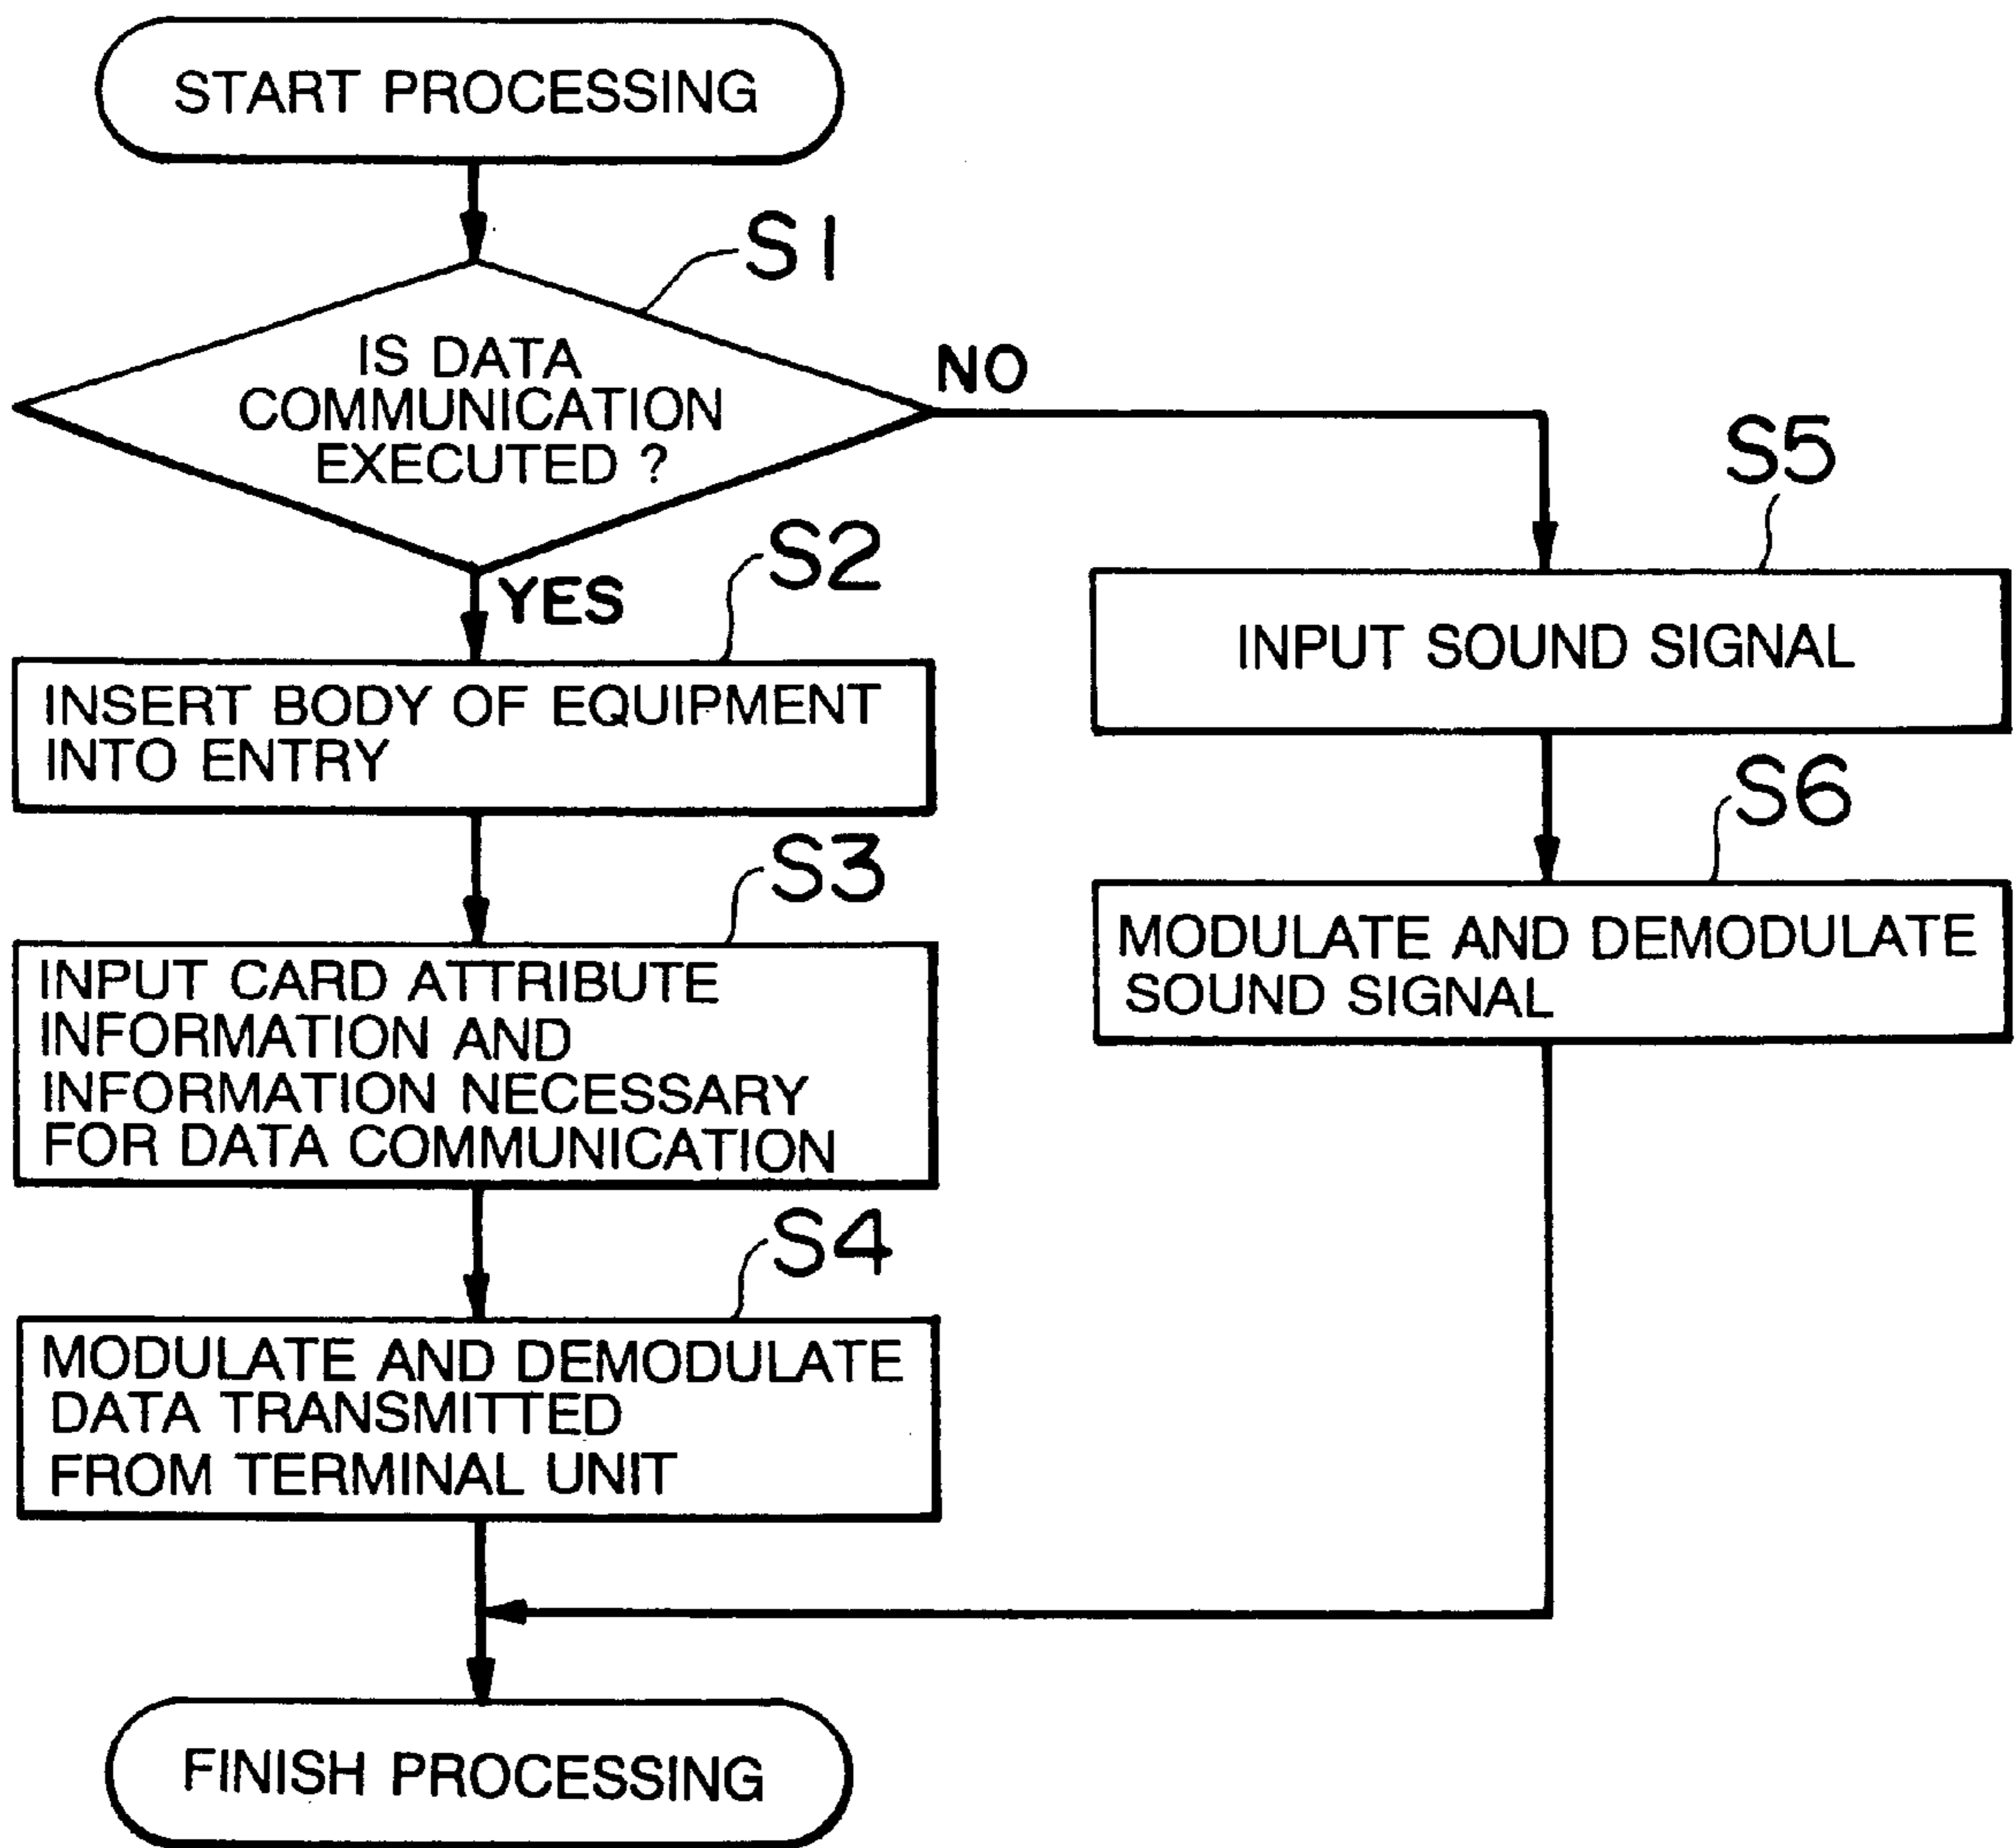 START PROCESSING
S1
IS DATA
COMMUNICATION
EXECUTED ?
NO
YES
S2
INSERT BODY OF EQUIPMENT
INTO ENTRY
S3
INPUT CARD ATTRIBUTE
INFORMATION AND
INFORMATION NECESSARY
FOR DATA COMMUNICATION
S4
MODULATE AND DEMODULATE
DATA TRANSMITTED
FROM TERMINAL UNIT
S5
INPUT SOUND SIGNAL
S6
MODULATE AND DEMODULATE
SOUND SIGNAL
FINISH PROCESSING